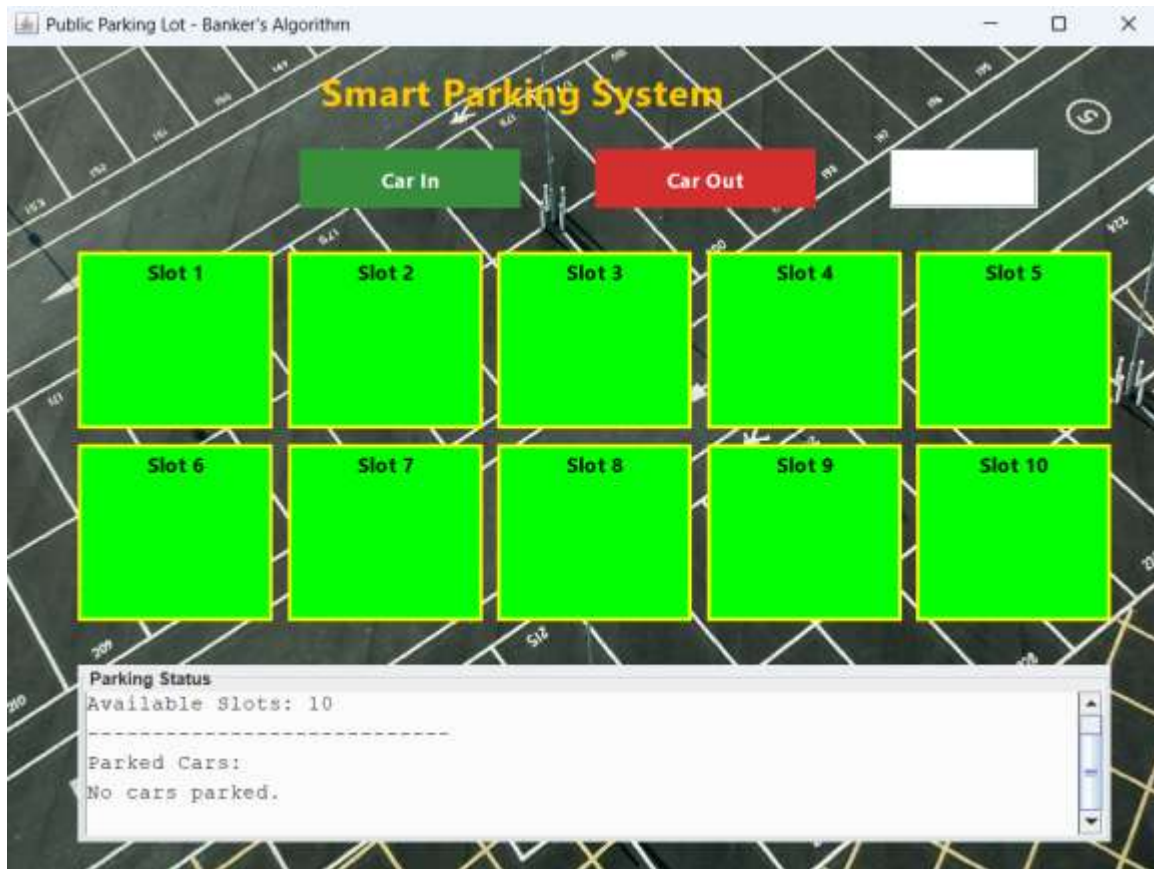 Public Parking Lot - Banker's Algorithm
Smart Parking System
Car In Car Out
Slot 1 Slot 2 Slot 3 Slot 4 Slot 5
Slot 6 Slot 7 Slot 8 Slot 9 Slot 10
Parking Status
Available Slots: 10
----------------------------
Parked Cars:
No cars parked.